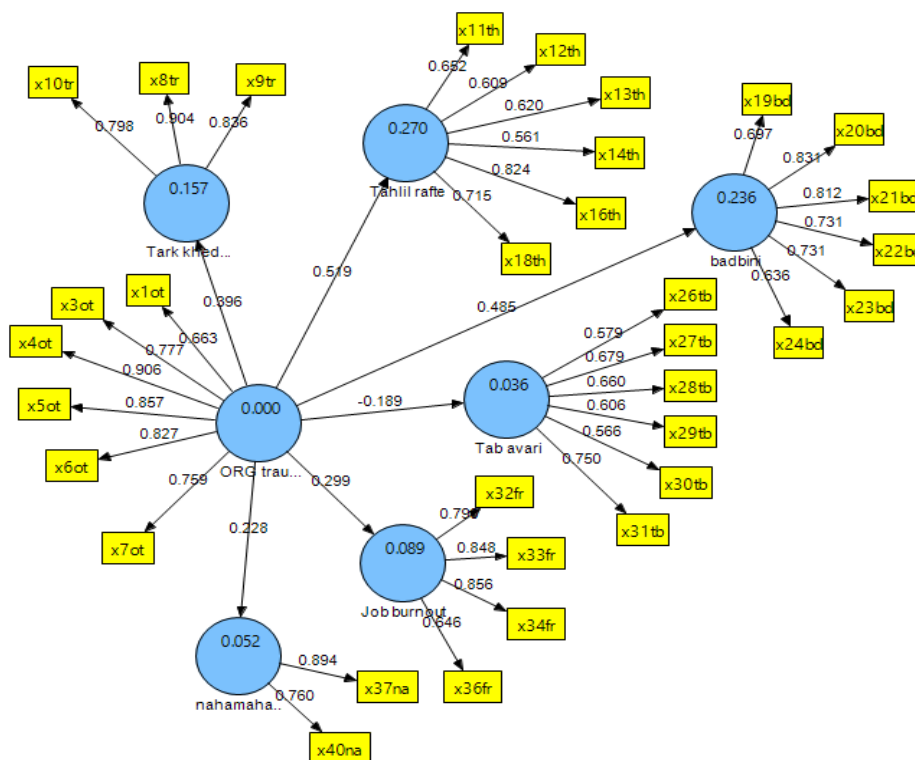 x11th
x12th
x13th
x14th
x16th
x18th
0.652
0.609
0.620
0.561
0.824
0.715
0.270
Tahlil rafte
x10tr
x8tr
x9tr
0.798
0.904
0.836
0.157
Tark khed...
x19bd
x20bd
x21bd
x22bd
x23bd
x24bd
0.697
0.831
0.812
0.731
0.731
0.636
0.236
badbini
0.396
0.519
0.485
-0.189
0.299
0.228
x1ot
x3ot
x4ot
x5ot
x6ot
x7ot
0.663
0.777
0.906
0.857
0.827
0.759
0.000
ORG trau...
x26tb
x27tb
x28tb
x29tb
x30tb
x31tb
0.579
0.679
0.660
0.606
0.566
0.750
0.036
Tab avari
x32fr
x33fr
x34fr
x36fr
0.848
0.856
0.646
0.089
Job burnout
x37na
x40na
0.894
0.760
0.052
nahamaha..